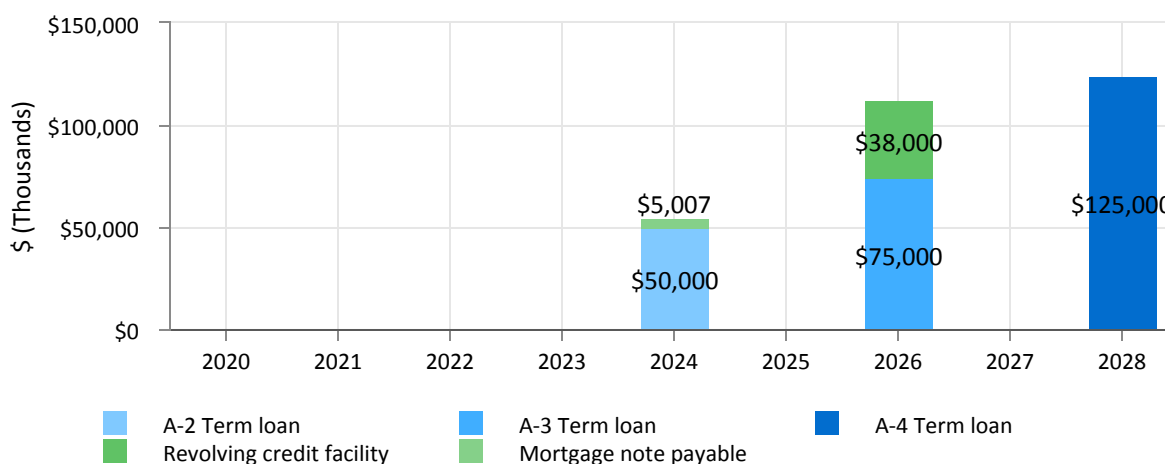 $150,000
$100,000
$50,000
$0
$ (Thousands)
$5,007
$50,000
$38,000
$75,000
$125,000
2020 2021 2022 2023 2024 2025 2026 2027 2028
A-2 Term loan A-3 Term loan A-4 Term loan
Revolving credit facility Mortgage note payable